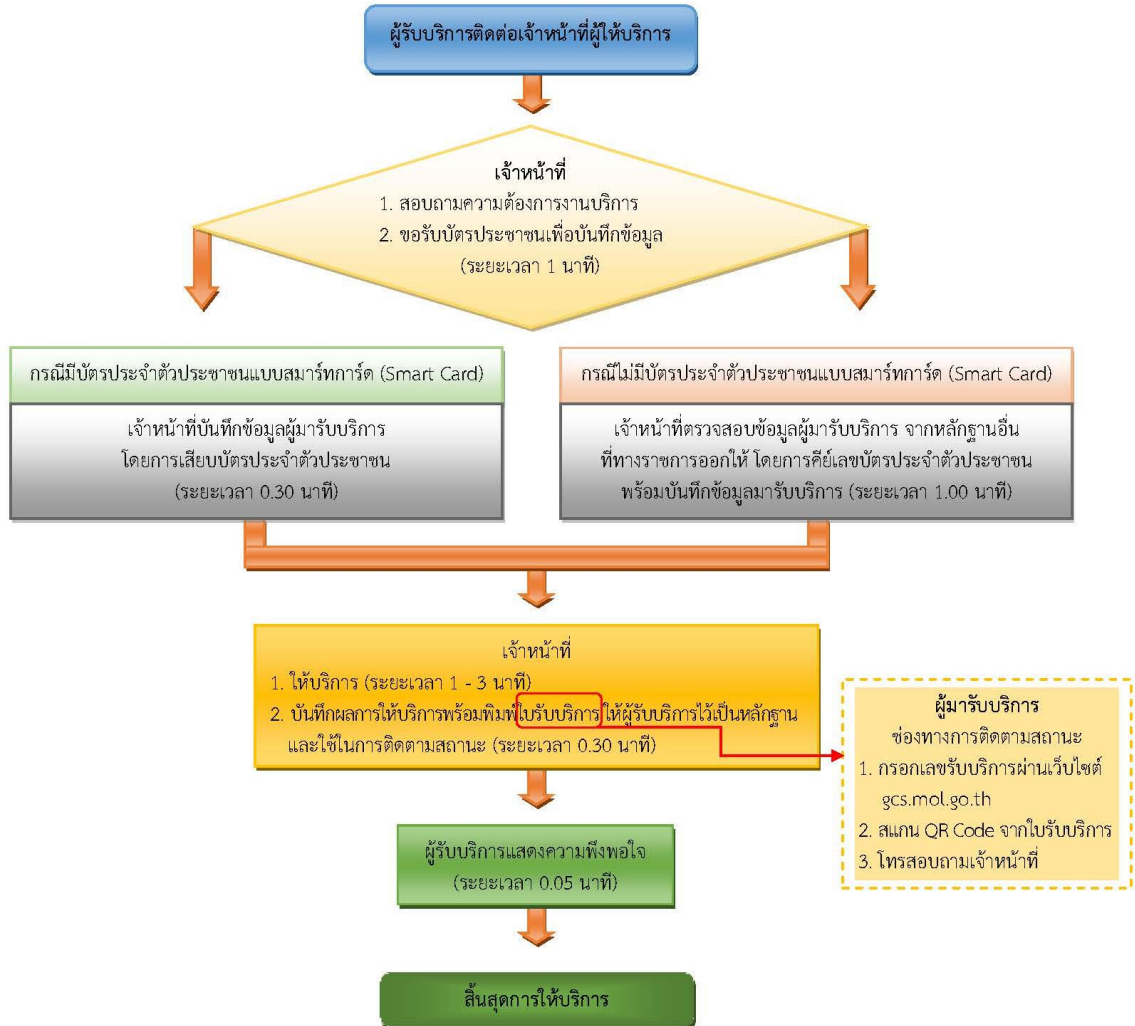 ผู้รับบริการติดต่อเจ้าหน้าที่ผู้ให้บริการ
เจ้าหน้าที่
1. สอบถามความต้องการงานบริการ
2. ขอรับบัตรประชาชนเพื่อบันทึกข้อมูล
(ระยะเวลา 1 นาที)
กรณีมีบัตรประจำตัวประชาชนแบบสมาร์ทการ์ด (Smart Card)
เจ้าหน้าที่บันทึกข้อมูลผู้มารับบริการ
โดยการเสียบบัตรประจำตัวประชาชน
(ระยะเวลา 0.30 นาที)
กรณีไม่มีบัตรประจำตัวประชาชนแบบสมาร์ทการ์ด (Smart Card)
เจ้าหน้าที่ตรวจสอบข้อมูลผู้มารับบริการ จากหลักฐานอื่น
ที่ทางราชการออกให้ โดยการคีย์เลขบัตรประจำตัวประชาชน
พร้อมบันทึกข้อมูลมารับบริการ (ระยะเวลา 1.00 นาที)
เจ้าหน้าที่
1. ให้บริการ (ระยะเวลา 1 - 3 นาที)
2. บันทึกผลการให้บริการพร้อมพิมพ์ใบรับบริการ ให้ผู้รับบริการไว้เป็นหลักฐาน
และใช้ในการติดตามสถานะ (ระยะเวลา 0.30 นาที)
ผู้มารับบริการ
ช่องทางการติดตามสถานะ
1. กรอกเลขรับบริการผ่านเว็บไซต์
gcs.mol.go.th
2. สแกน QR Code จากใบรับบริการ
3. โทรสอบถามเจ้าหน้าที่
ผู้รับบริการแสดงความพึงพอใจ
(ระยะเวลา 0.05 นาที)
สิ้นสุดการให้บริการ